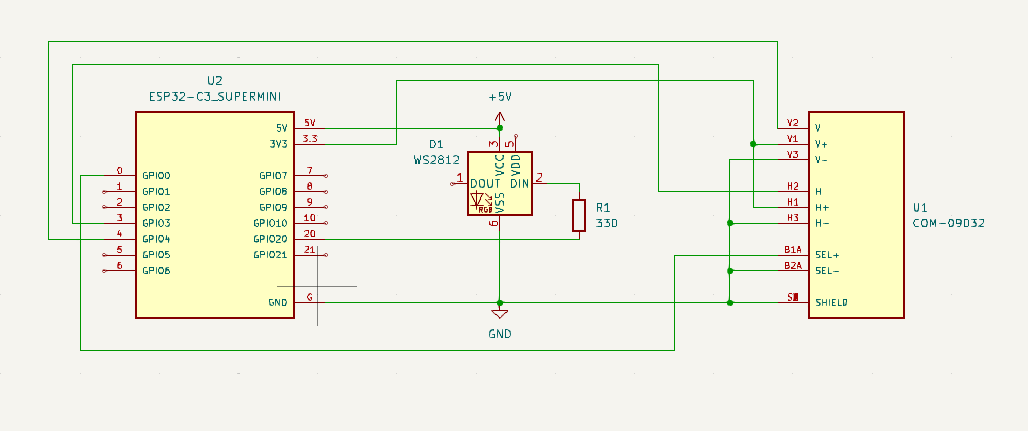 U2
ESP32-C3_SUPERMINI
5V 5V
3V3 3.3
0 GPIO0
1 GPIO1
2 GPIO2
3 GPIO3
4 GPIO4
5 GPIO5
6 GPIO6
GPIO7 7
GPIO8 8
GPIO9 9
GPIO10 10
GPIO20 20
GPIO21 21
GND G
+5V
D1
WS2812
3 VCC
5 VDD
1 DOUT
DIN 2
RGB
VSS 6
GND
R1
330
V2 V
V1 V+
V3 V-
H2 H
H1 H+
H3 H-
B1A SEL+
B2A SEL-
SHIELD
U1
COM-09032